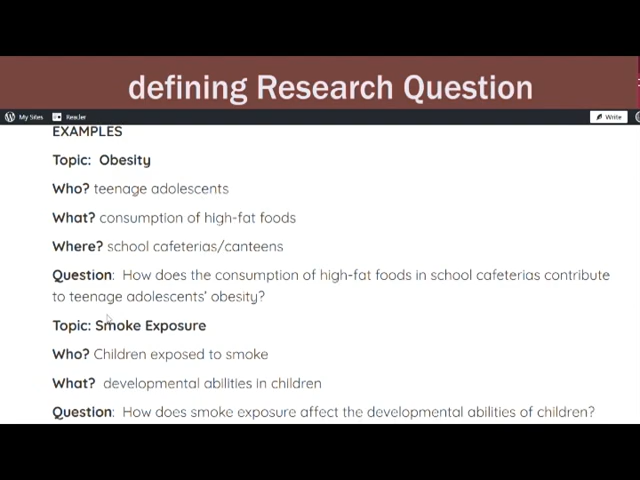 defining Research Question
My Sites
Reader
Write
EXAMPLES
Topic: Obesity
Who? teenage adolescents
What? consumption of high-fat foods
Where? school cafeterias/canteens
Question: How does the consumption of high-fat foods in school cafeterias contribute
to teenage adolescents’ obesity?
Topic: Smoke Exposure
Who? Children exposed to smoke
What? developmental abilities in children
Question: How does smoke exposure affect the developmental abilities of children?